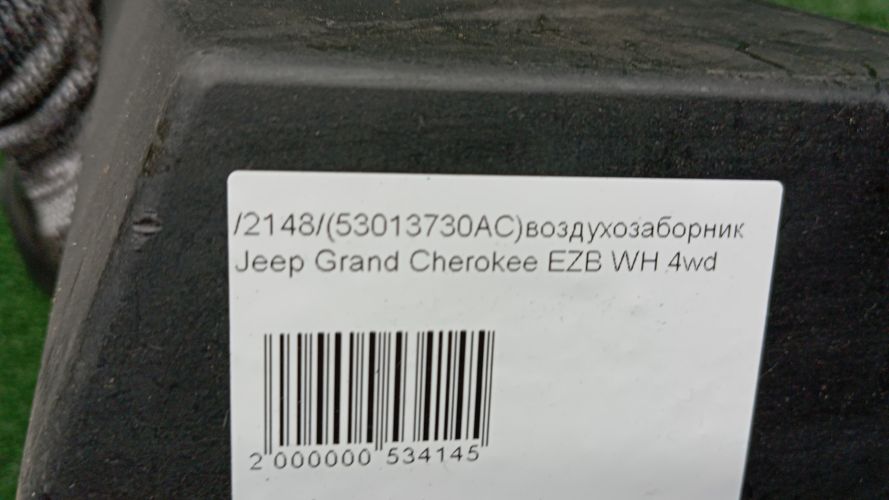 /2148/(53013730AC)воздухозаборник
Jeep Grand Cherokee EZB WH 4wd
2 000000 534145